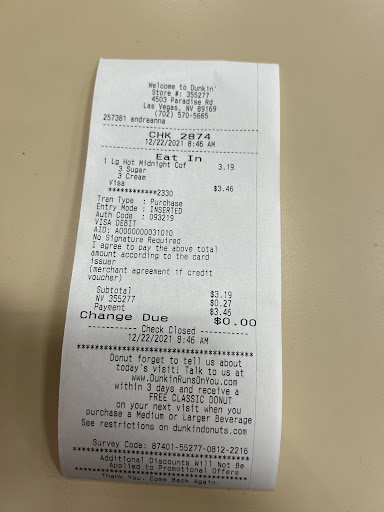 Welcome to Dunkin'
Store #: 355277
4503 Paradise Rd
Las Vegas, NV 89169
(702) 570-5665
257381 andreanna
CHK 2874
12/22/2021 8:46 AM
Eat In
1 Lg Hot Midnight Cof 3.19
3 Sugar
3 Cream
Visa $3.46
************2330
Tran Type : Purchase
Entry Mode : INSERTED
Auth Code : 093219
VISA DEBIT
AID: A0000000031010
No Signature Required
I agree to pay the above total
amount according to the card
issuer
(merchant agreement if credit
voucher)
Subtotal $3.19
NV 355277 $0.27
Payment $3.46
Change Due $0.00
---------- Check Closed ----------
12/22/2021 8:46 AM
Donut forget to tell us about
today's visit! Talk to us at
www.DunkinRunsOnYou.com
within 3 days and receive a
FREE CLASSIC DONUT
on your next visit when you
purchase a Medium or Larger Beverage
See restrictions on dunkindonuts.com
Survey Code: 87401-55277-0812-2216
Additional Discounts Will Not Be
Applied to Promotional Offers
Thank You, Come Back Again